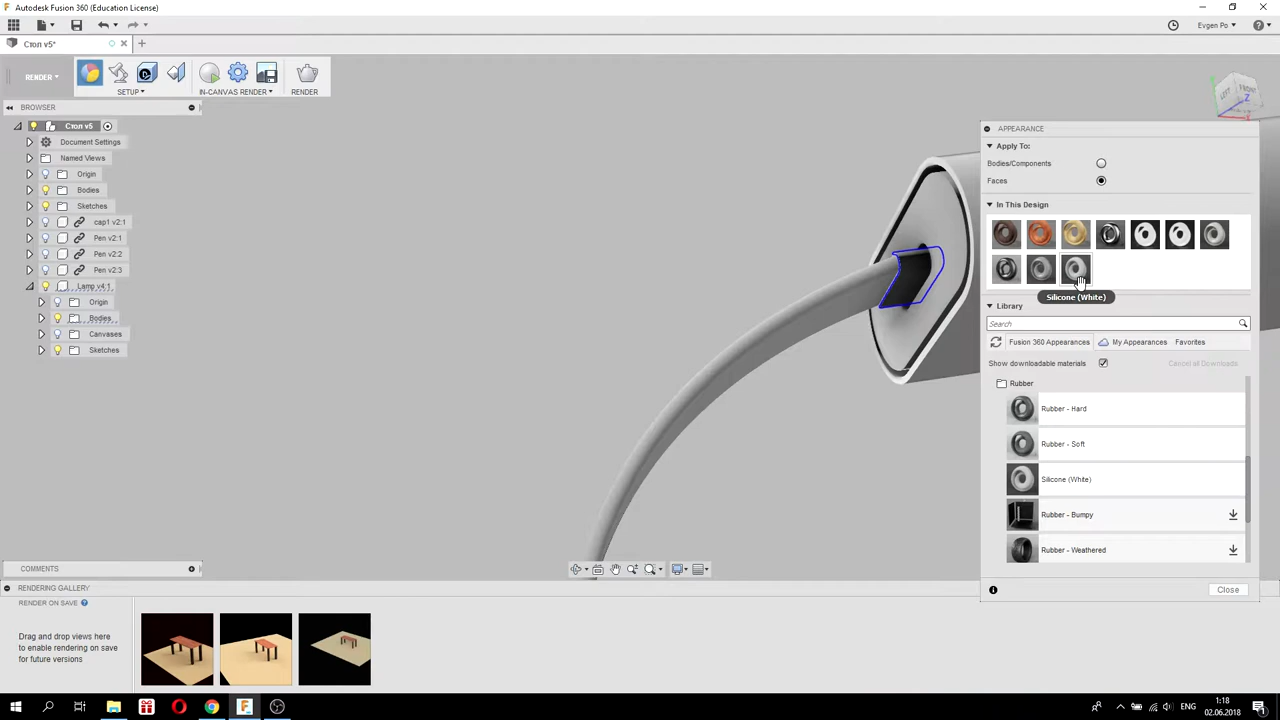 Autodesk Fusion 360 (Education License)
Evgen Po
Стол v5*
RENDER
SETUP
IN-CANVAS RENDER
RENDER
BROWSER
Стол v5
Document Settings
Named Views
Origin
Bodies
Sketches
cap1 v2:1
Pen v2:1
Pen v2:2
Pen v2:3
Lamp v4:1
Origin
Bodies
Canvases
Sketches
LEFT
FRONT
Z
APPEARANCE
Apply To:
Bodies/Components
Faces
In This Design
Silicone (White)
Library
Search
Fusion 360 Appearances
My Appearances
Favorites
Show downloadable materials
Cancel all Downloads
Rubber
Rubber - Hard
Rubber - Soft
Silicone (White)
Rubber - Bumpy
Rubber - Weathered
Close
COMMENTS
RENDERING GALLERY
RENDER ON SAVE
Drag and drop views here
to enable rendering on save
for future versions
1:18
02.06.2018